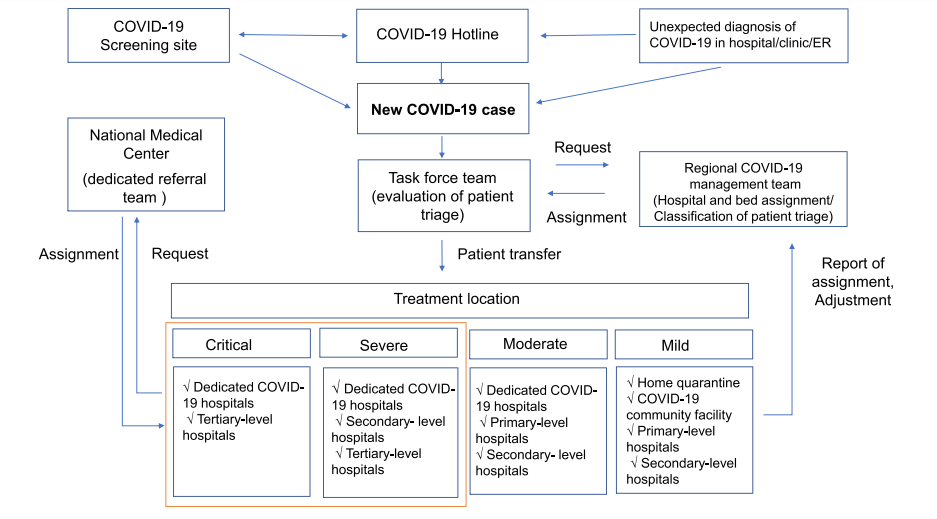 COVID-19
Screening site
COVID-19 Hotline
Unexpected diagnosis of
COVID-19 in hospital/clinic/ER
New COVID-19 case
National Medical
Center
(dedicated referral
team )
Task force team
(evaluation of patient
triage)
Request
Assignment
Regional COVID-19
management team
(Hospital and bed assignment/
Classification of patient triage)
Assignment
Request
Patient transfer
Report of
assignment,
Adjustment
Treatment location
Critical
Severe
Moderate
Mild
√ Dedicated COVID-
19 hospitals
√ Tertiary-level
hospitals
√ Dedicated COVID-
19 hospitals
√ Secondary- level
hospitals
√ Tertiary-level
hospitals
√ Dedicated COVID-
19 hospitals
√ Primary-level
hospitals
√ Secondary- level
hospitals
√ Home quarantine
√ COVID-19
community facility
√ Primary-level
hospitals
√ Secondary-level
hospitals